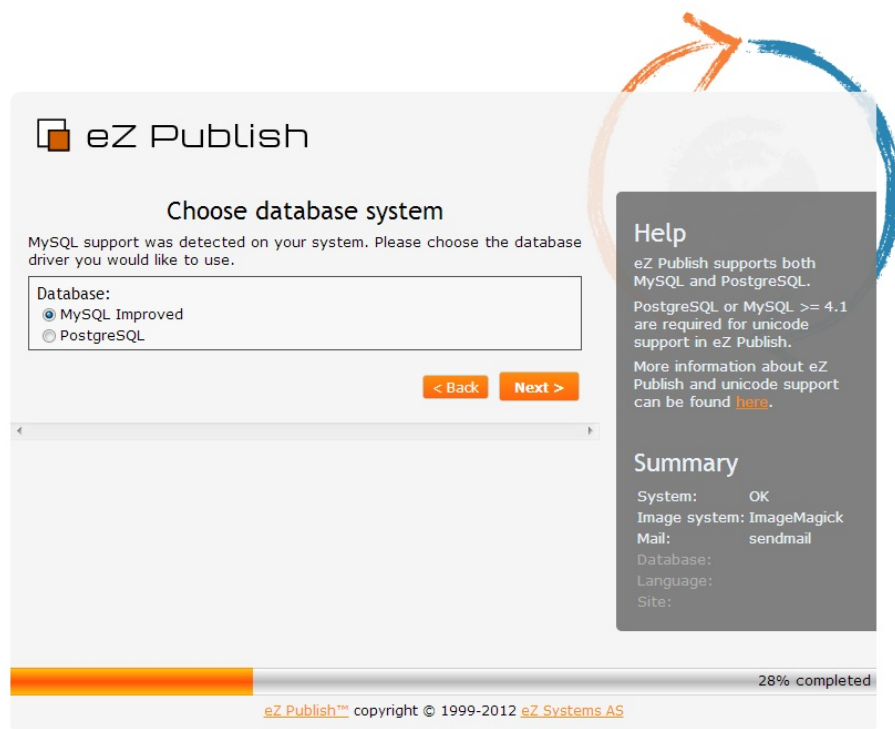 eZ Publish
Choose database system
MySQL support was detected on your system. Please choose the database
driver you would like to use.
Database:
MySQL Improved
PostgreSQL
< Back
Next >
Help
eZ Publish supports both
MySQL and PostgreSQL.
PostgreSQL or MySQL >= 4.1
are required for unicode
support in eZ Publish.
More information about eZ
Publish and unicode support
can be found here.
Summary
System: OK
Image system: ImageMagick
Mail: sendmail
Database:
Language:
Site:
28% completed
eZ Publish™ copyright © 1999-2012 eZ Systems AS